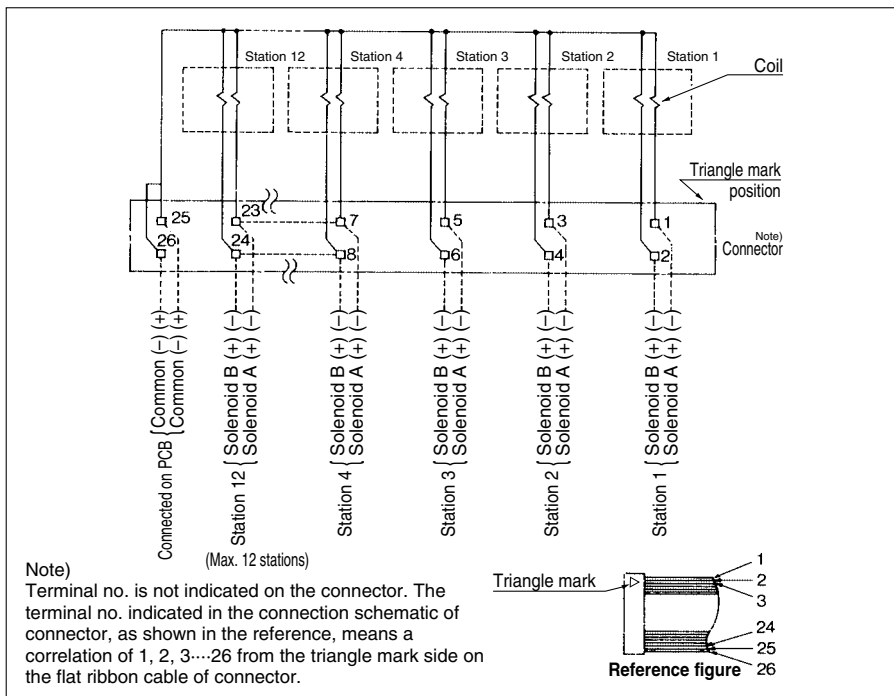 Station 12
Station 4
Station 3
Station 2
Station 1
Coil
Triangle mark
position
25
23
7
5
3
1
Note)
Connector
26
24
8
6
4
2
Connected on PCB { Common (–) (+)
Common (–) (+)
Station 12 { Solenoid B (+) (–)
Solenoid A (+) (–)
Station 4 { Solenoid B (+) (–)
Solenoid A (+) (–)
Station 3 { Solenoid B (+) (–)
Solenoid A (+) (–)
Station 2 { Solenoid B (+) (–)
Solenoid A (+) (–)
Station 1 { Solenoid B (+) (–)
Solenoid A (+) (–)
(Max. 12 stations)
Note)
Terminal no. is not indicated on the connector. The
terminal no. indicated in the connection schematic of
connector, as shown in the reference, means a
correlation of 1, 2, 3····26 from the triangle mark side on
the flat ribbon cable of connector.
Triangle mark
1
2
3
24
25
26
Reference figure